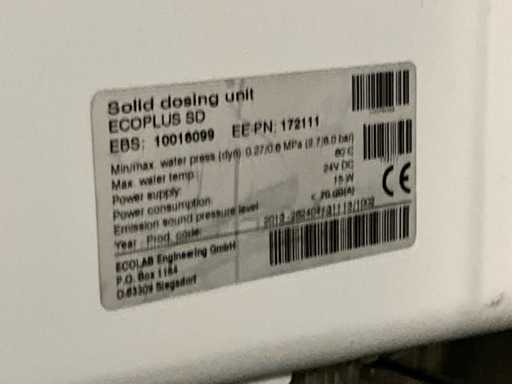 Solid dosing unit
ECOPLUS SD
EBS: 10016099 EE-PN: 172111
Min/max. water press (dyn) 0.27/0.6 MPa (2.7/6.0 bar)
Max. water temp. 60 C
Power supply 24V DC
Power consumption 15 W
Emission sound pressure level < 70 dB(A)
Year / Prod. code:
ECOLAB Engineering GmbH
P.O. Box 1164
D-83309 Siegsdorf
CE